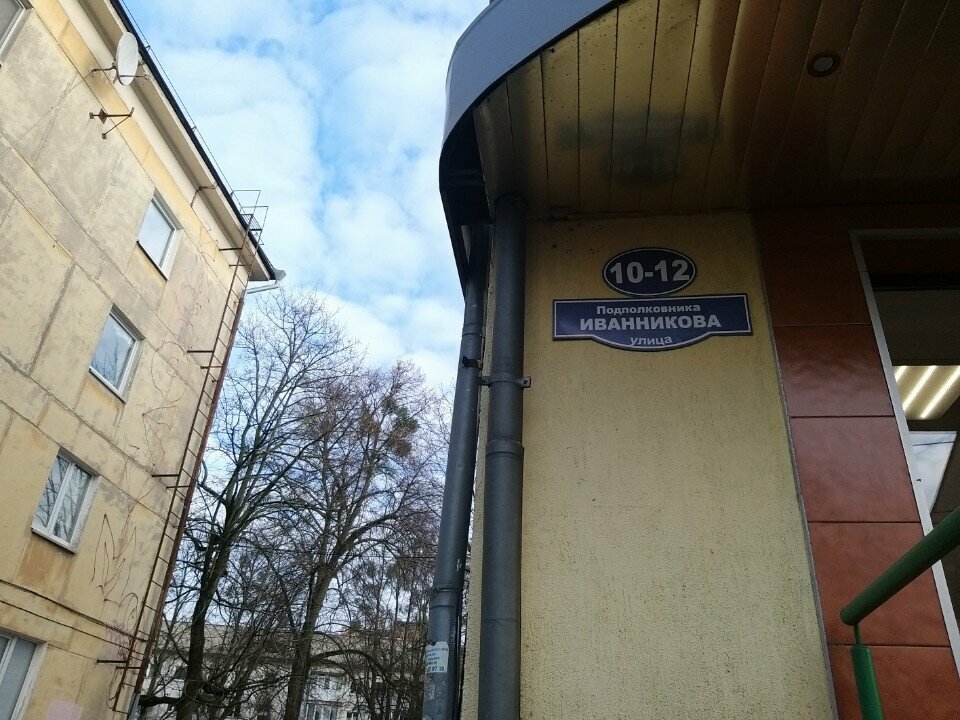 10-12
Подполковника
ИВАННИКОВА
улица